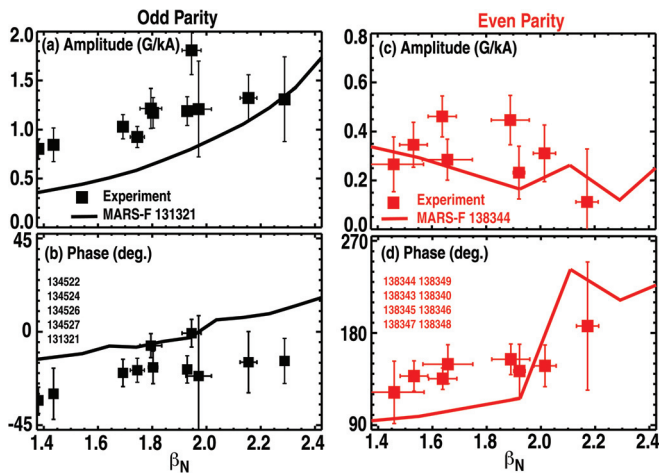 Odd Parity
Even Parity
2.0
(a) Amplitude (G/kA)
1.5
1.0
0.5
0.0
Experiment
MARS-F 131321
0.8
(c) Amplitude (G/kA)
0.6
0.4
0.2
0.0
Experiment
MARS-F 138344
45
(b) Phase (deg.)
134522
134524
134526
134527
131321
0
-45
1.4 1.6 1.8 2.0 2.2 2.4
βN
270
(d) Phase (deg.)
138344 138349
138343 138340
138345 138346
138347 138348
180
90
1.4 1.6 1.8 2.0 2.2 2.4
βN